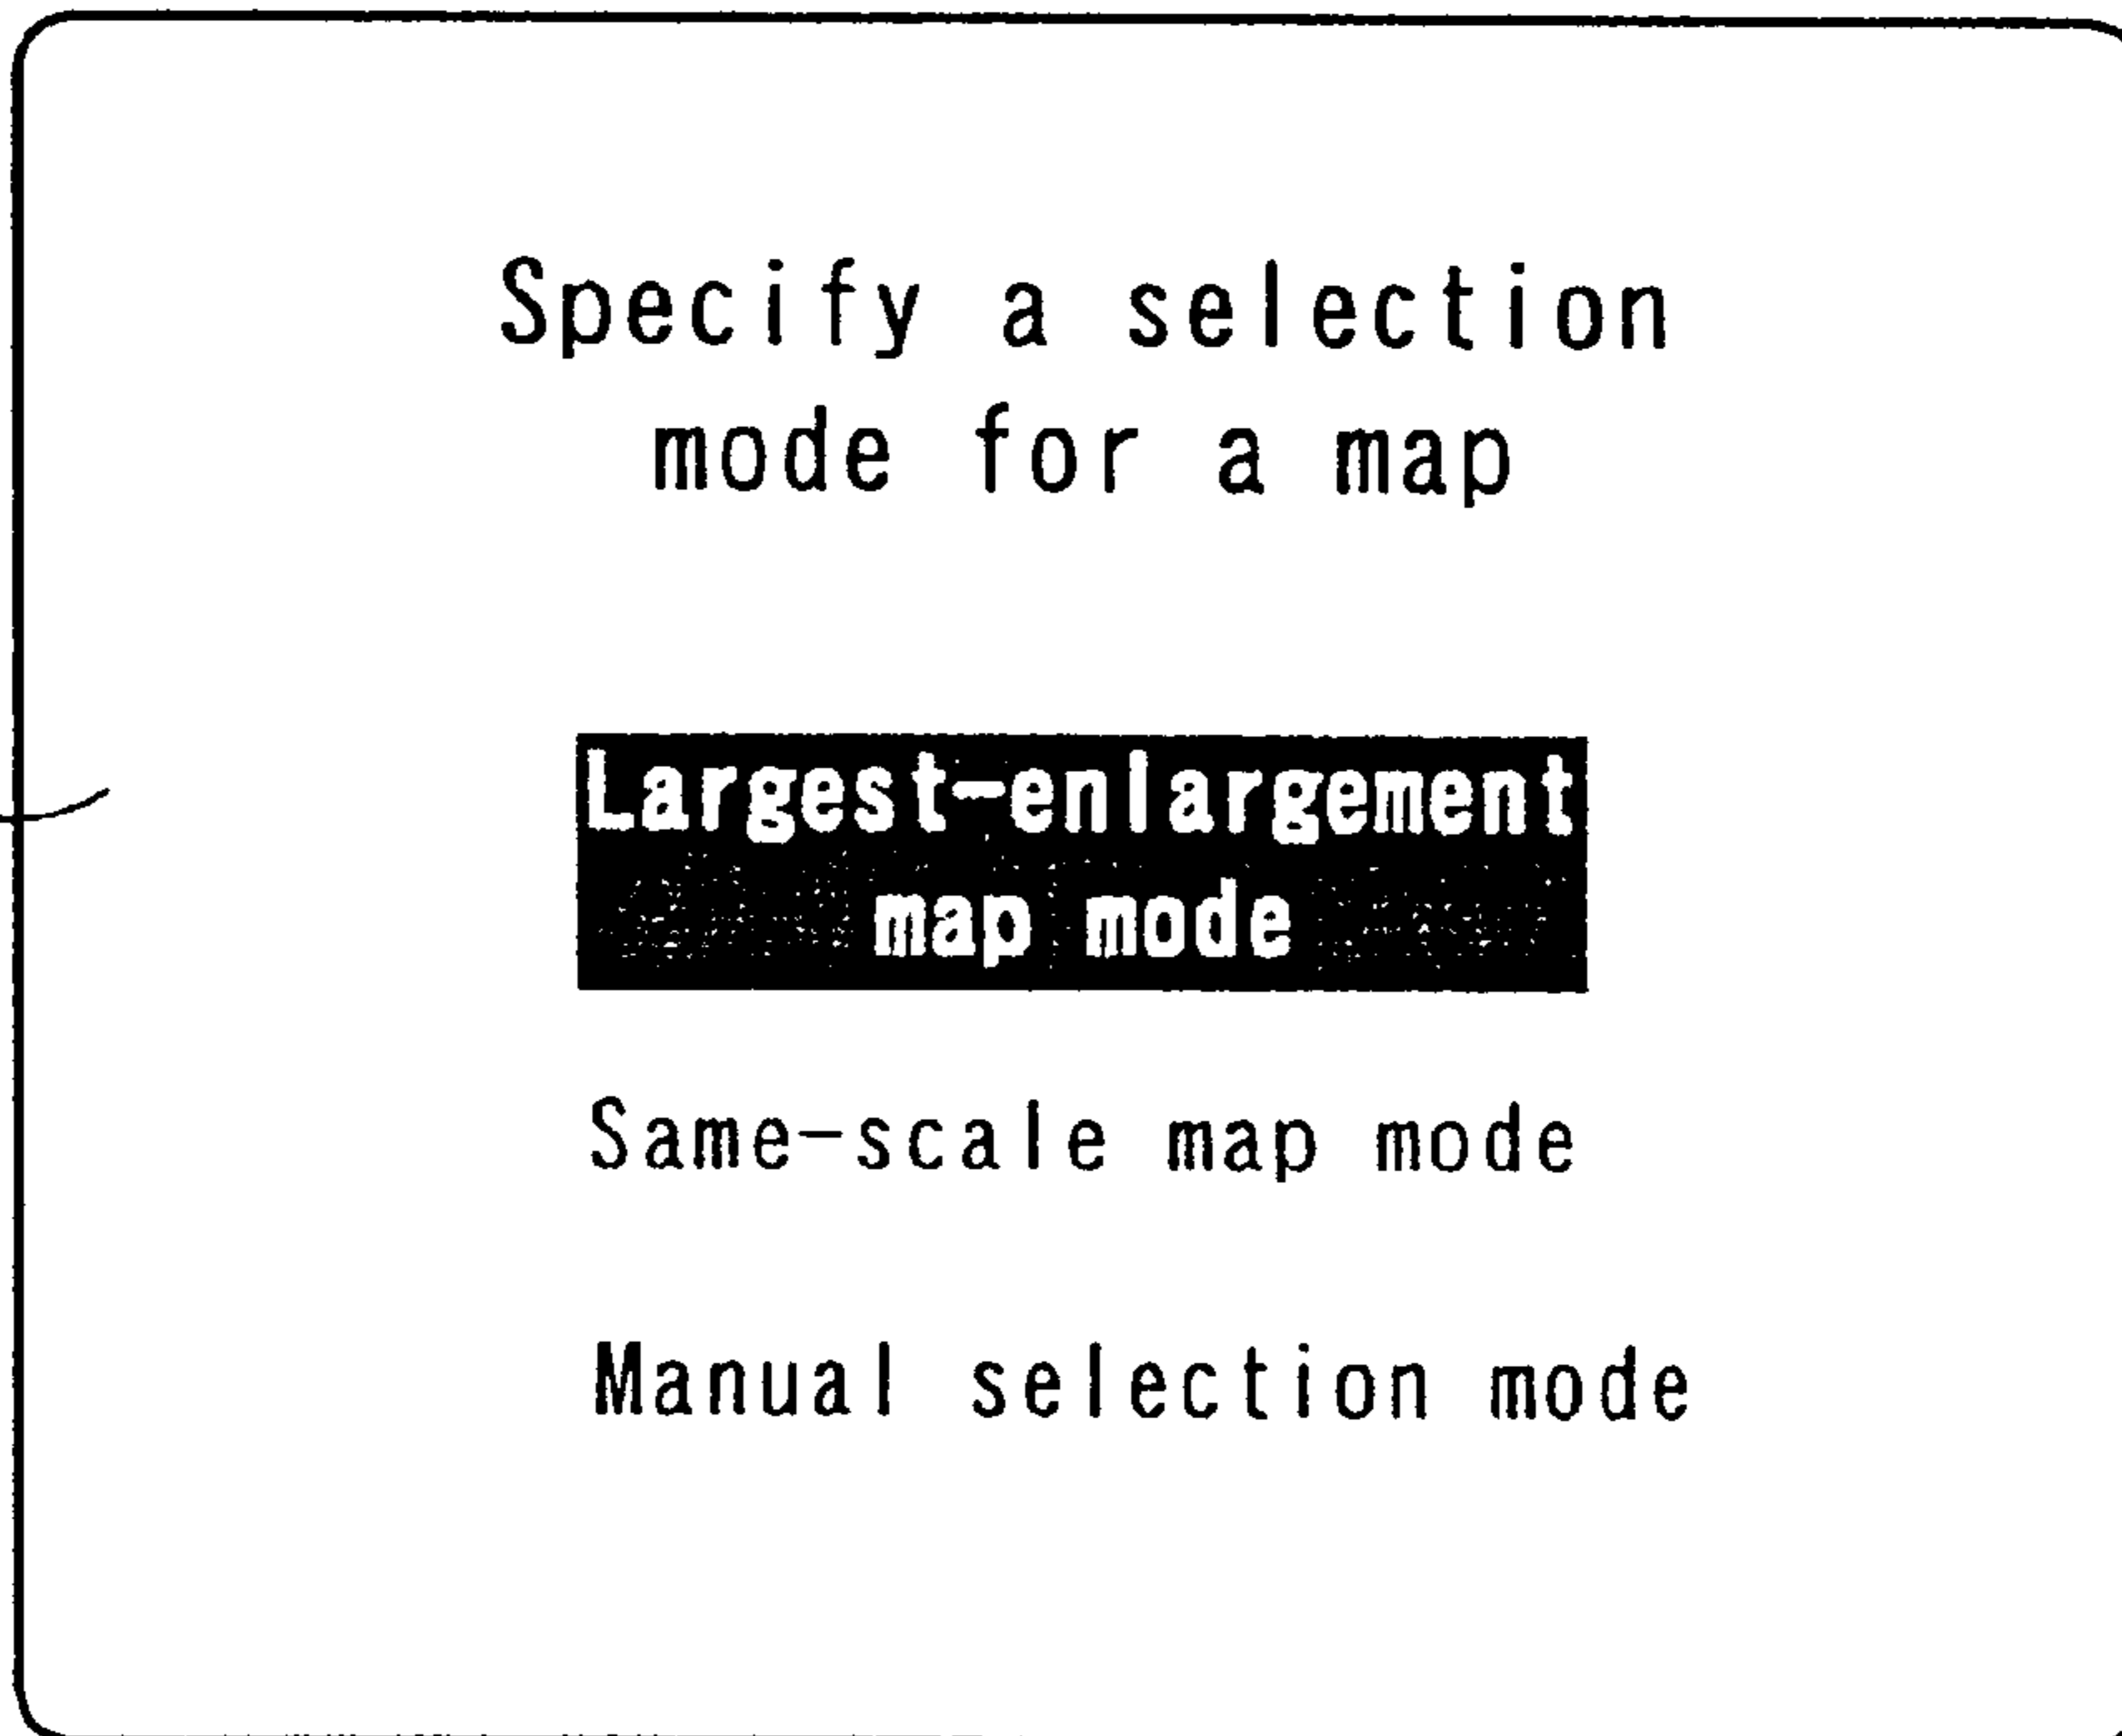 Specify a selection
mode for a map
Largest-enlargement
map mode
Same-scale map mode
Manual selection mode